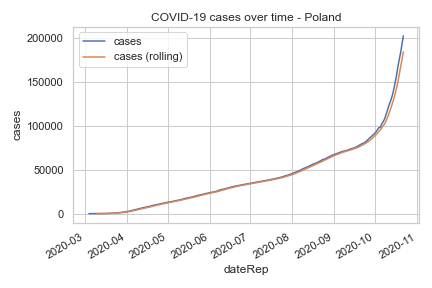 COVID-19 cases over time - Poland
cases
cases (rolling)
200000
150000
100000
50000
0
cases
2020-03
2020-04
2020-05
2020-06
2020-07
2020-08
2020-09
2020-10
2020-11
dateRep